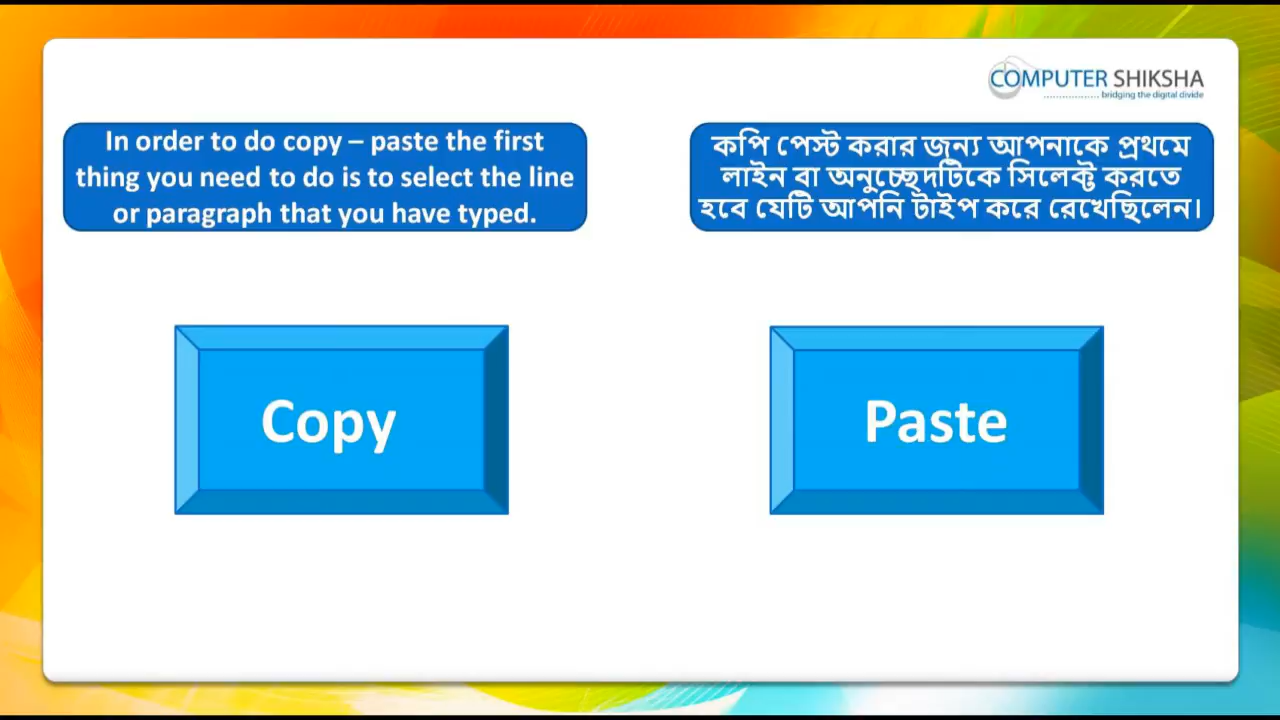 COMPUTER SHIKSHA
bridging the digital divide
In order to do copy – paste the first
thing you need to do is to select the line
or paragraph that you have typed.
কপি পেস্ট করার জন্য আপনাকে প্রথমে
লাইন বা অনুচ্ছেদটিকে সিলেক্ট করতে
হবে যেটি আপনি টাইপ করে রেখেছিলেন।
Copy
Paste